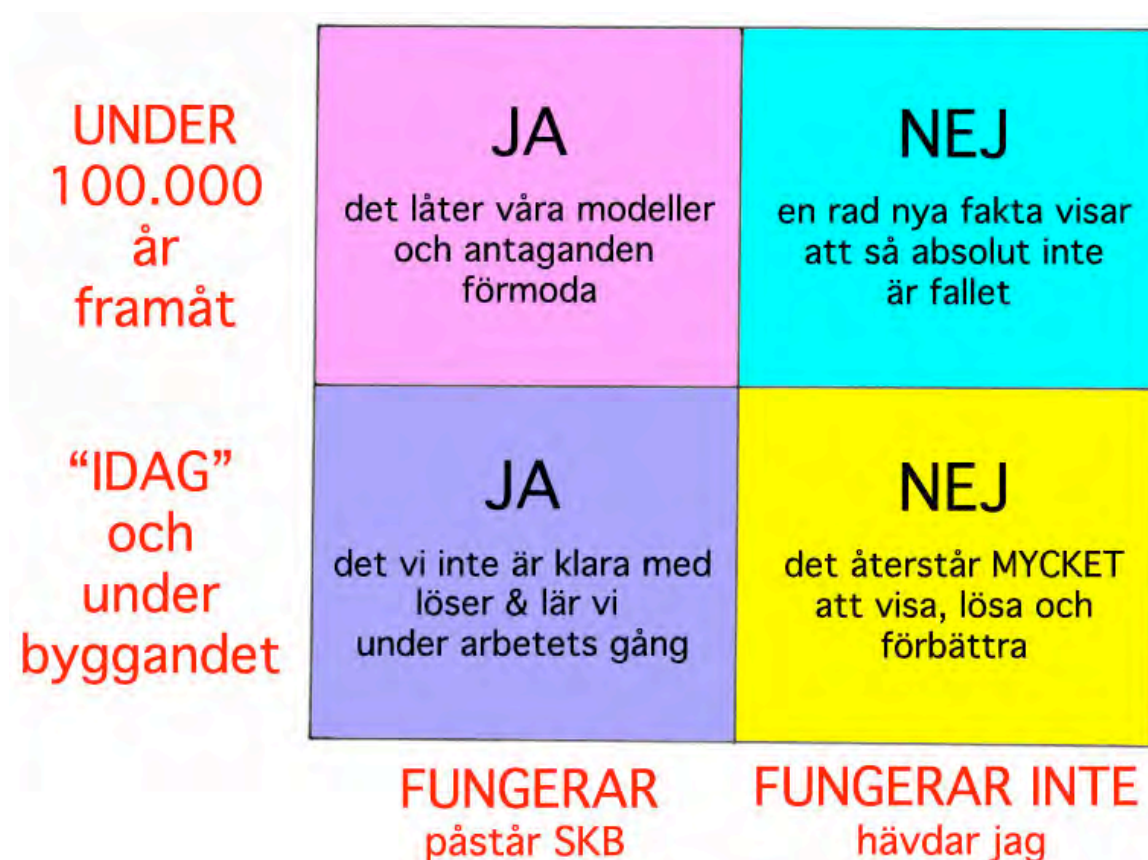 UNDER
100.000
år
framåt
JA
det låter våra modeller
och antaganden
förmoda
NEJ
en rad nya fakta visar
att så absolut inte
är fallet
“IDAG”
och
under
byggandet
JA
det vi inte är klara med
löser & lär vi
under arbetets gång
NEJ
det återstår MYCKET
att visa, lösa och
förbättra
FUNGERAR
påstår SKB
FUNGERAR INTE
hävdar jag